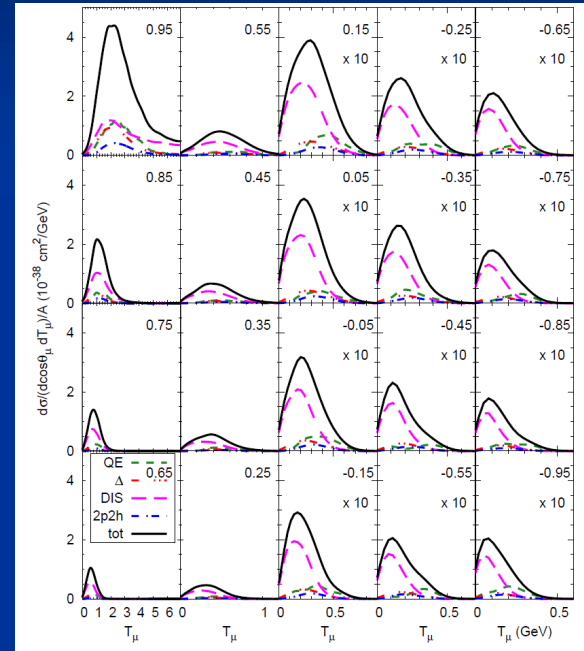 4
0.95
0.55
0.15
-0.25
-0.65
x 10
x 10
x 10
2
0
4
0.85
0.45
0.05
-0.35
-0.75
x 10
x 10
x 10
2
0
dσ/(dcosθμ dTμ)/A (10⁻³⁸ cm²/GeV)
4
0.75
0.35
-0.05
-0.45
-0.85
x 10
x 10
x 10
2
0
QE
Δ
DIS
2p2h
tot
4
0.65
0.25
-0.15
-0.55
-0.95
x 10
x 10
x 10
2
0
0 1 2 3 4 5 6 0 1 0 0.5 0 0.5 0 0.5
Tμ Tμ Tμ Tμ Tμ (GeV)